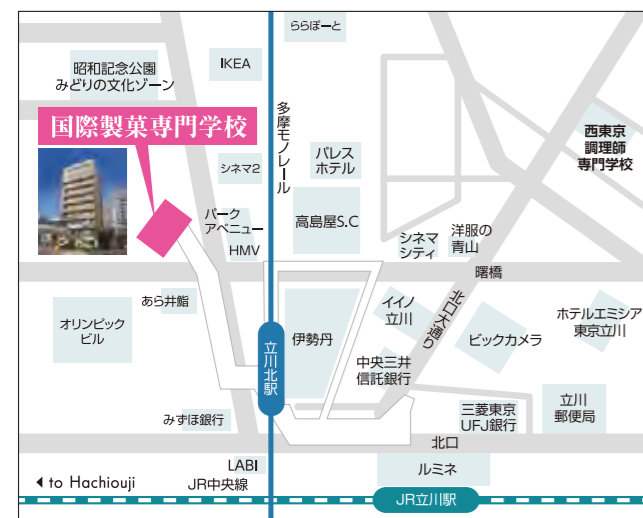 ららぽーと
昭和記念公園
みどりの文化ゾーン
IKEA
国際製菓専門学校
多摩モノレール
西東京
調理師
専門学校
シネマ2
パレス
ホテル
パーク
アベニュー
HMV
高島屋S.C
シネマ
シティ
洋服の
青山
曙橋
あら井鮨
オリンピック
ビル
立川北駅
伊勢丹
イイノ
立川
北口大通り
ビックカメラ
ホテルエミシア
東京立川
中央三井
信託銀行
みずほ銀行
三菱東京
UFJ銀行
立川
郵便局
北口
LABI
ルミネ
to Hachiouji
JR中央線
JR立川駅